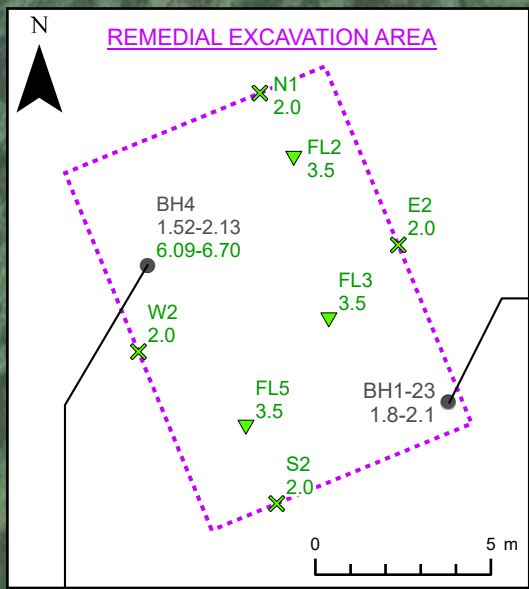 N
REMEDIAL EXCAVATION AREA
N1
2.0
FL2
3.5
BH4
1.52-2.13
6.09-6.70
E2
2.0
FL3
3.5
W2
2.0
BH1-23
1.8-2.1
FL5
3.5
S2
2.0
0 5 m